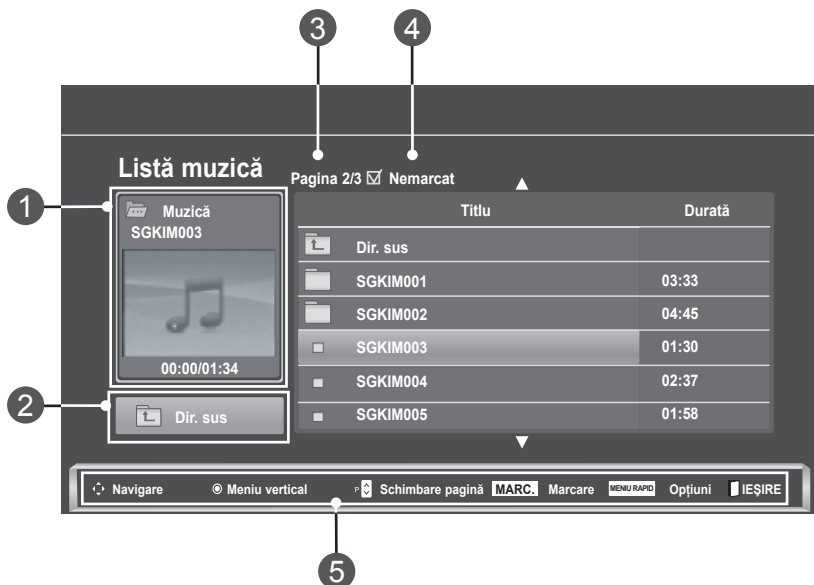 3 4
Listă muzică
Pagina 2/3 Nemarcat
1
Muzică
SGKIM003
00:00/01:34
2
Dir. sus
Titlu Durată
Dir. sus
SGKIM001 03:33
SGKIM002 04:45
SGKIM003 01:30
SGKIM004 02:37
SGKIM005 01:58
Navigare Meniu vertical P Schimbare pagină MARC. Marcare MENIU RAPID Opțiuni IEȘIRE
5